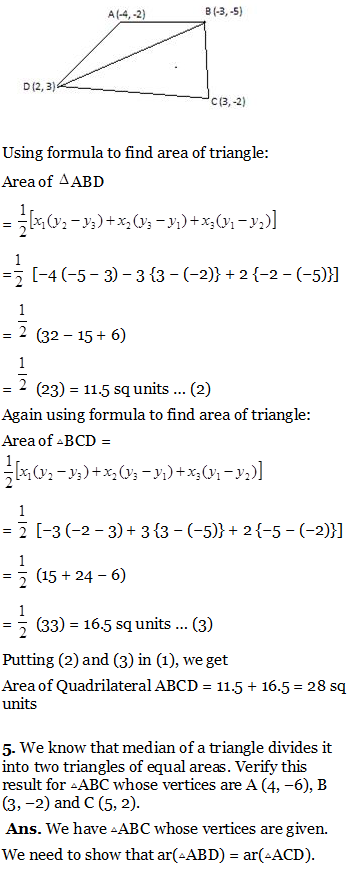 A(-4, -2) B(-3, -5)
D(2, 3)
C(3, -2)
Using formula to find area of triangle:
Area of ΔABD
= 1/2[x₁(y₂ – y₃) + x₂(y₃ – y₁) + x₃(y₁ – y₂)]
= 1/2 [−4 (−5 − 3) − 3 {3 − (−2)} + 2 {−2 − (−5)}]
= 1/2 (32 − 15 + 6)
= 1/2 (23) = 11.5 sq units ... (2)
Again using formula to find area of triangle:
Area of △BCD =
1/2[x₁(y₂ – y₃) + x₂(y₃ – y₁) + x₃(y₁ – y₂)]
= 1/2 [−3 (−2 − 3) + 3 {3 − (−5)} + 2 {−5 − (−2)}]
= 1/2 (15 + 24 − 6)
= 1/2 (33) = 16.5 sq units ... (3)
Putting (2) and (3) in (1), we get
Area of Quadrilateral ABCD = 11.5 + 16.5 = 28 sq
units
5. We know that median of a triangle divides it
into two triangles of equal areas. Verify this
result for △ABC whose vertices are A (4, −6), B
(3, −2) and C (5, 2).
Ans. We have △ABC whose vertices are given.
We need to show that ar(△ABD) = ar(△ACD).